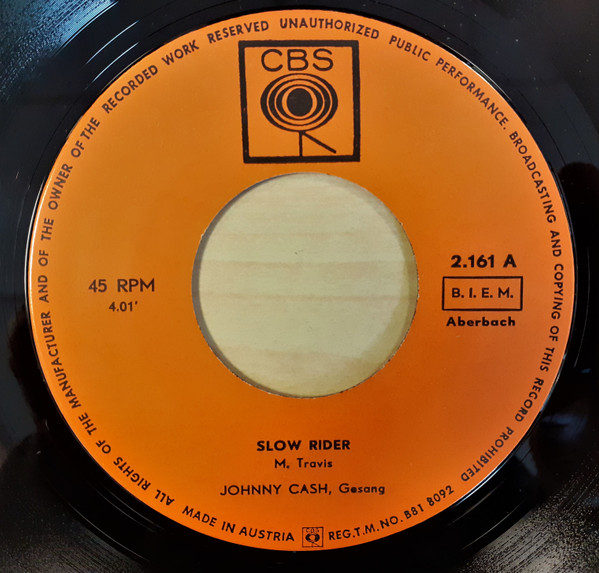 ALL RIGHTS OF THE MANUFACTURER AND OF THE OWNER OF THE RECORDED WORK RESERVED UNAUTHORIZED PUBLIC PERFORMANCE. BROADCASTING AND COPYING OF THIS RECORD PROHIBITED
CBS
45 RPM
4.01'
2.161 A
B. I. E. M.
Aberbach
SLOW RIDER
M. Travis
JOHNNY CASH, Gesang
MADE IN AUSTRIA CBS REG.T.M.NO. B81 8092